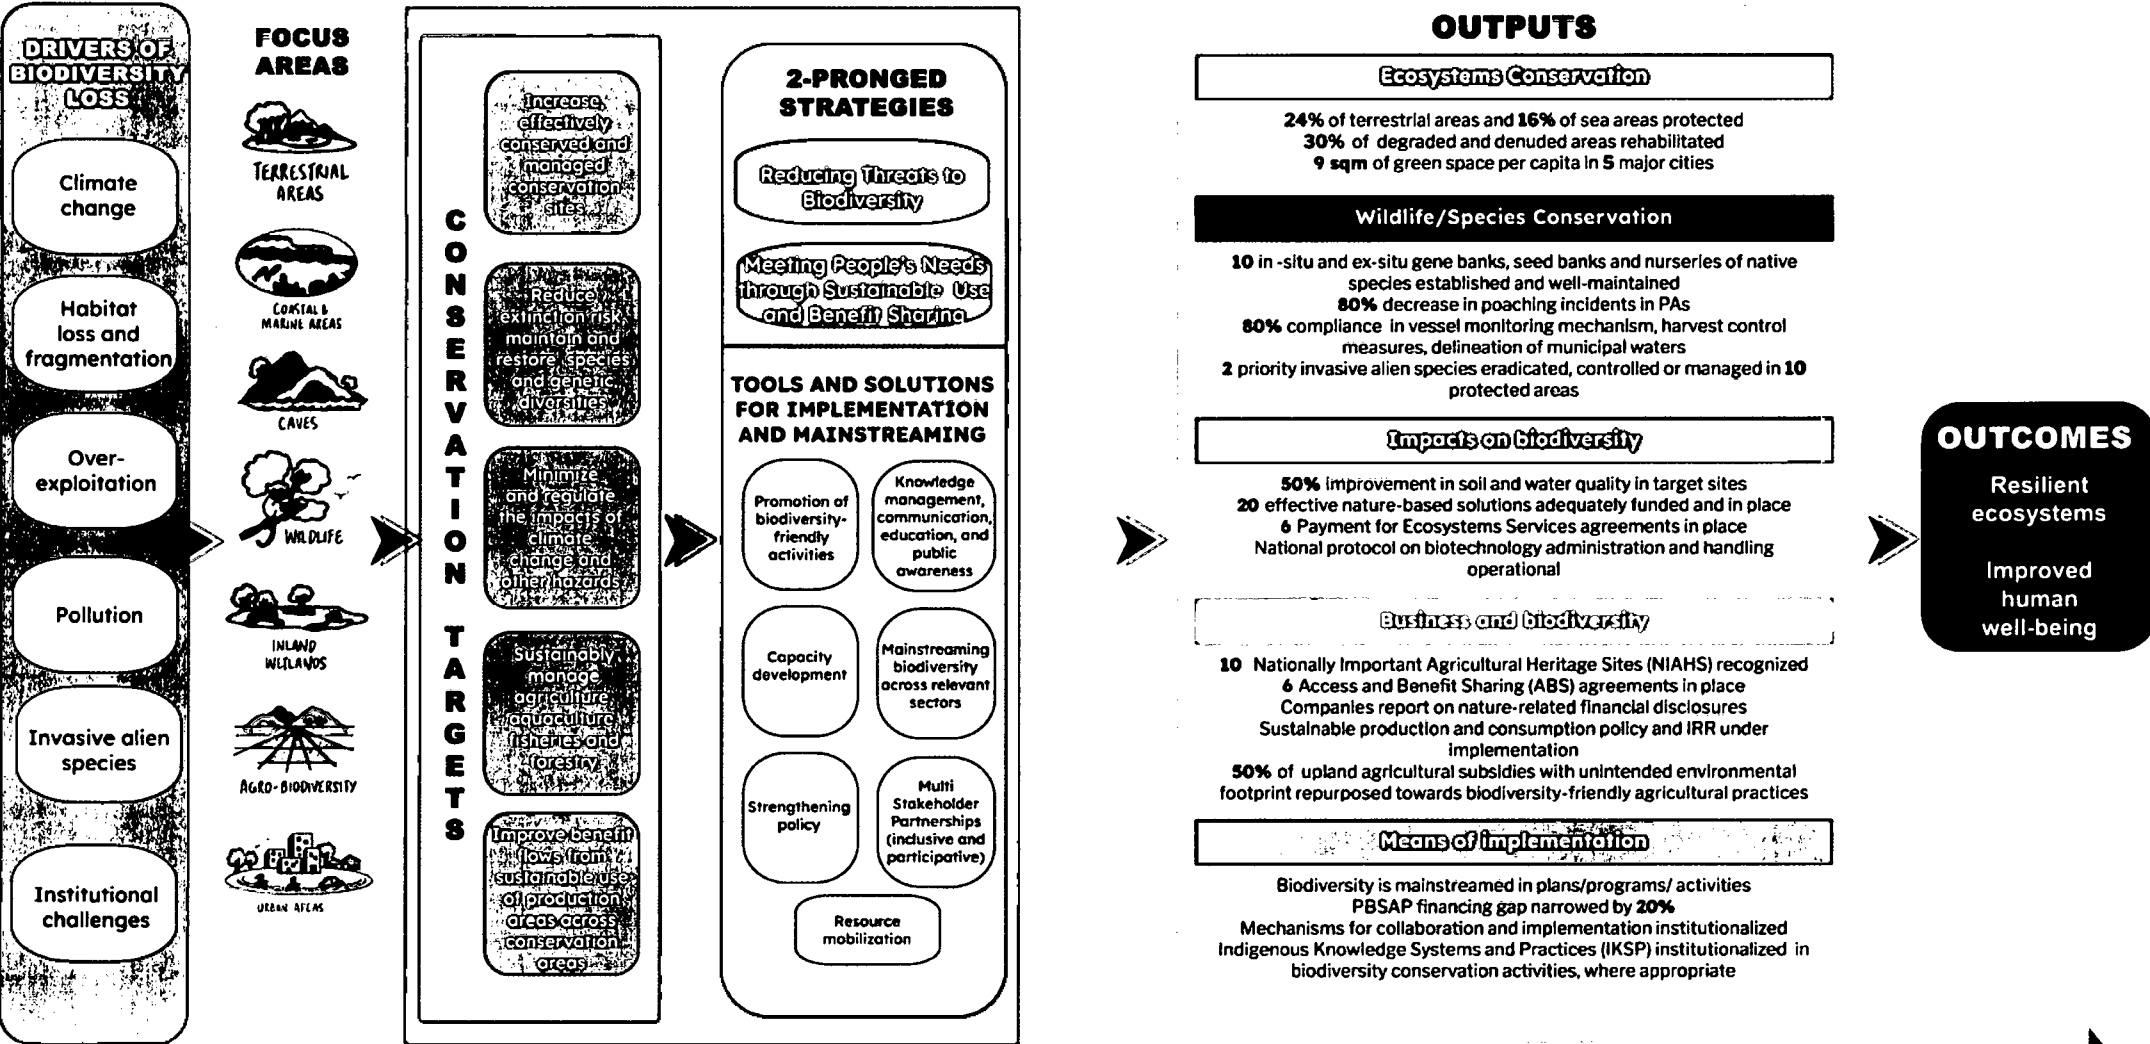 DRIVERS OF
BIODIVERSITY
LOSS
Climate
change
Habitat
loss and
fragmentation
Over-
exploitation
Pollution
Invasive alien
species
Institutional
challenges
FOCUS
AREAS
TERRESTRIAL
AREAS
COASTAL &
MARINE AREAS
CAVES
WILDLIFE
INLAND
WETLANDS
AGRO-BIODIVERSITY
URBAN AREAS
CONSERVATION TARGETS
Increase
effectively
conserved and
managed
conservation
sites
Reduce
extinction risk
maintain and
restore species
and genetic
diversities
Minimize
and regulate
the impacts of
climate
change and
other hazards
Sustainably
manage
agriculture
aquaculture
fisheries and
forestry
Improve benefit
flows from
sustainable use
of production
areas across
conservation
areas
2-PRONGED
STRATEGIES
Reducing Threats to
Biodiversity
Meeting People's Needs
through Sustainable Use
and Benefit Sharing
TOOLS AND SOLUTIONS
FOR IMPLEMENTATION
AND MAINSTREAMING
Promotion of
biodiversity-
friendly
activities
Knowledge
management,
communication,
education, and
public
awareness
Capacity
development
Mainstreaming
biodiversity
across relevant
sectors
Strengthening
policy
Multi
Stakeholder
Partnerships
(inclusive and
participative)
Resource
mobilization
OUTPUTS
Ecosystems Conservation
24% of terrestrial areas and 16% of sea areas protected
30% of degraded and denuded areas rehabilitated
9 sqm of green space per capita in 5 major cities
Wildlife/Species Conservation
10 in -situ and ex-situ gene banks, seed banks and nurseries of native
species established and well-maintained
80% decrease in poaching incidents in PAs
80% compliance in vessel monitoring mechanism, harvest control
measures, delineation of municipal waters
2 priority invasive alien species eradicated, controlled or managed in 10
protected areas
Impacts on biodiversity
50% improvement in soil and water quality in target sites
20 effective nature-based solutions adequately funded and in place
6 Payment for Ecosystems Services agreements in place
National protocol on biotechnology administration and handling
operational
Business and biodiversity
10 Nationally Important Agricultural Heritage Sites (NIAHS) recognized
6 Access and Benefit Sharing (ABS) agreements in place
Companies report on nature-related financial disclosures
Sustainable production and consumption policy and IRR under
implementation
50% of upland agricultural subsidies with unintended environmental
footprint repurposed towards biodiversity-friendly agricultural practices
Means of implementation
Biodiversity is mainstreamed in plans/programs/ activities
PBSAP financing gap narrowed by 20%
Mechanisms for collaboration and implementation institutionalized
Indigenous Knowledge Systems and Practices (IKSP) institutionalized in
biodiversity conservation activities, where appropriate
OUTCOMES
Resilient
ecosystems
Improved
human
well-being